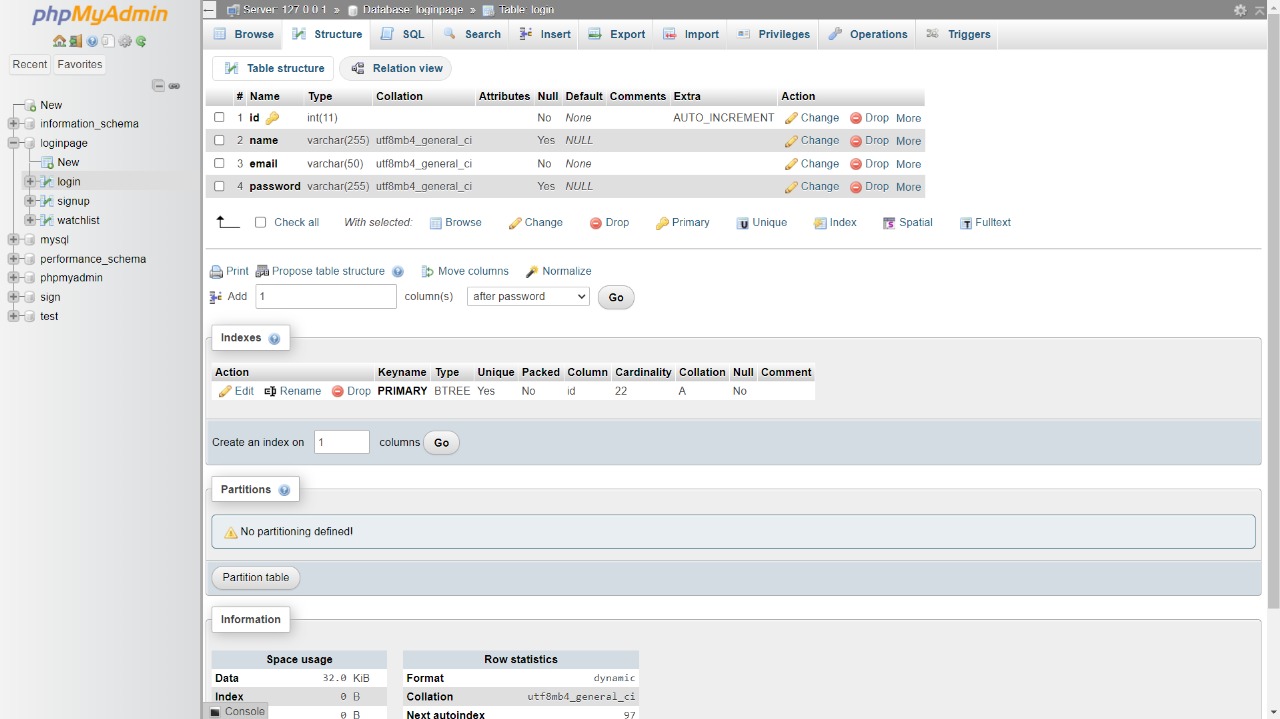 phpMyAdmin
Recent Favorites
New
information_schema
loginpage
New
login
signup
watchlist
mysql
performance_schema
phpmyadmin
sign
test
Server: 127.0.0.1 » Database: loginpage » Table: login
Browse Structure SQL Search Insert Export Import Privileges Operations Triggers
Table structure Relation view
# Name Type Collation Attributes Null Default Comments Extra Action
1 id int(11) No None AUTO_INCREMENT Change Drop More
2 name varchar(255) utf8mb4_general_ci Yes NULL Change Drop More
3 email varchar(50) utf8mb4_general_ci No None Change Drop More
4 password varchar(255) utf8mb4_general_ci Yes NULL Change Drop More
Check all With selected: Browse Change Drop Primary Unique Index Spatial Fulltext
Print Propose table structure Move columns Normalize
Add 1 column(s) after password Go
Indexes
Action Keyname Type Unique Packed Column Cardinality Collation Null Comment
Edit Rename Drop PRIMARY BTREE Yes No id 22 A No
Create an index on 1 columns Go
Partitions
No partitioning defined!
Partition table
Information
Space usage Row statistics
Data 32.0 KiB Format dynamic
Index 0 B Collation utf8mb4_general_ci
Console 0 B Next autoindex 97